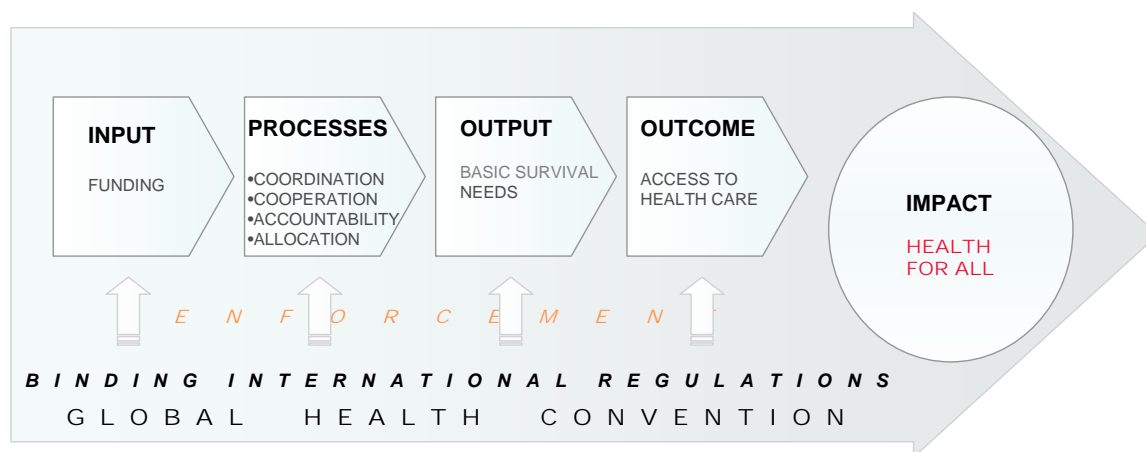 INPUT
FUNDING
PROCESSES
•COORDINATION
•COOPERATION
•ACCOUNTABILITY
•ALLOCATION
OUTPUT
BASIC SURVIVAL
NEEDS
OUTCOME
ACCESS TO
HEALTH CARE
IMPACT
HEALTH
FOR ALL
ENFORCEMENT
BINDING INTERNATIONAL REGULATIONS
GLOBAL HEALTH CONVENTION